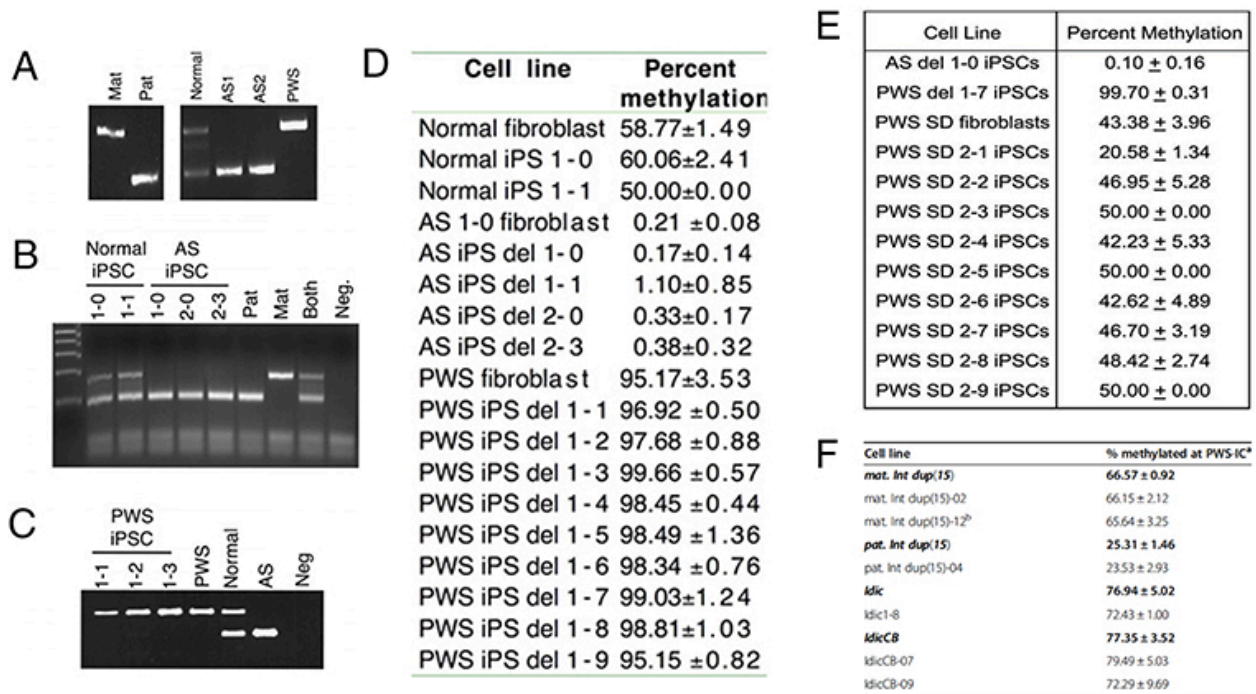 A
Mat
Pat
Normal
AS1
AS2
PWS
B
Normal
iPSC
AS
iPSC
1-0
1-1
1-0
2-0
2-3
Pat
Mat
Both
Neg.
C
PWS
iPSC
1-1
1-2
1-3
PWS
Normal
AS
Neg
D
Cell line Percent methylation
Normal fibroblast 58.77±1.49
Normal iPS 1-0 60.06±2.41
Normal iPS 1-1 50.00±0.00
AS 1-0 fibroblast 0.21 ±0.08
AS iPS del 1-0 0.17±0.14
AS iPS del 1-1 1.10±0.85
AS iPS del 2-0 0.33±0.17
AS iPS del 2-3 0.38±0.32
PWS fibroblast 95.17±3.53
PWS iPS del 1-1 96.92 ±0.50
PWS iPS del 1-2 97.68 ±0.88
PWS iPS del 1-3 99.66 ±0.57
PWS iPS del 1-4 98.45 ±0.44
PWS iPS del 1-5 98.49 ±1.36
PWS iPS del 1-6 98.34 ±0.76
PWS iPS del 1-7 99.03±1.24
PWS iPS del 1-8 98.81±1.03
PWS iPS del 1-9 95.15 ±0.82
E
Cell Line Percent Methylation
AS del 1-0 iPSCs 0.10 ± 0.16
PWS del 1-7 iPSCs 99.70 ± 0.31
PWS SD fibroblasts 43.38 ± 3.96
PWS SD 2-1 iPSCs 20.58 ± 1.34
PWS SD 2-2 iPSCs 46.95 ± 5.28
PWS SD 2-3 iPSCs 50.00 ± 0.00
PWS SD 2-4 iPSCs 42.23 ± 5.33
PWS SD 2-5 iPSCs 50.00 ± 0.00
PWS SD 2-6 iPSCs 42.62 ± 4.89
PWS SD 2-7 iPSCs 46.70 ± 3.19
PWS SD 2-8 iPSCs 48.42 ± 2.74
PWS SD 2-9 iPSCs 50.00 ± 0.00
F
Cell line % methylated at PWS-IC^a
mat. Int dup(15) 66.57 ± 0.92
mat. Int dup(15)-02 66.15 ± 2.12
mat. Int dup(15)-12^b 65.64 ± 3.25
pat. Int dup(15) 25.31 ± 1.46
pat. Int dup(15)-04 23.53 ± 2.93
Idic 76.94 ± 5.02
Idic1-8 72.43 ± 1.00
IdicCB 77.35 ± 3.52
IdicCB-07 79.49 ± 5.03
IdicCB-09 72.29 ± 9.69